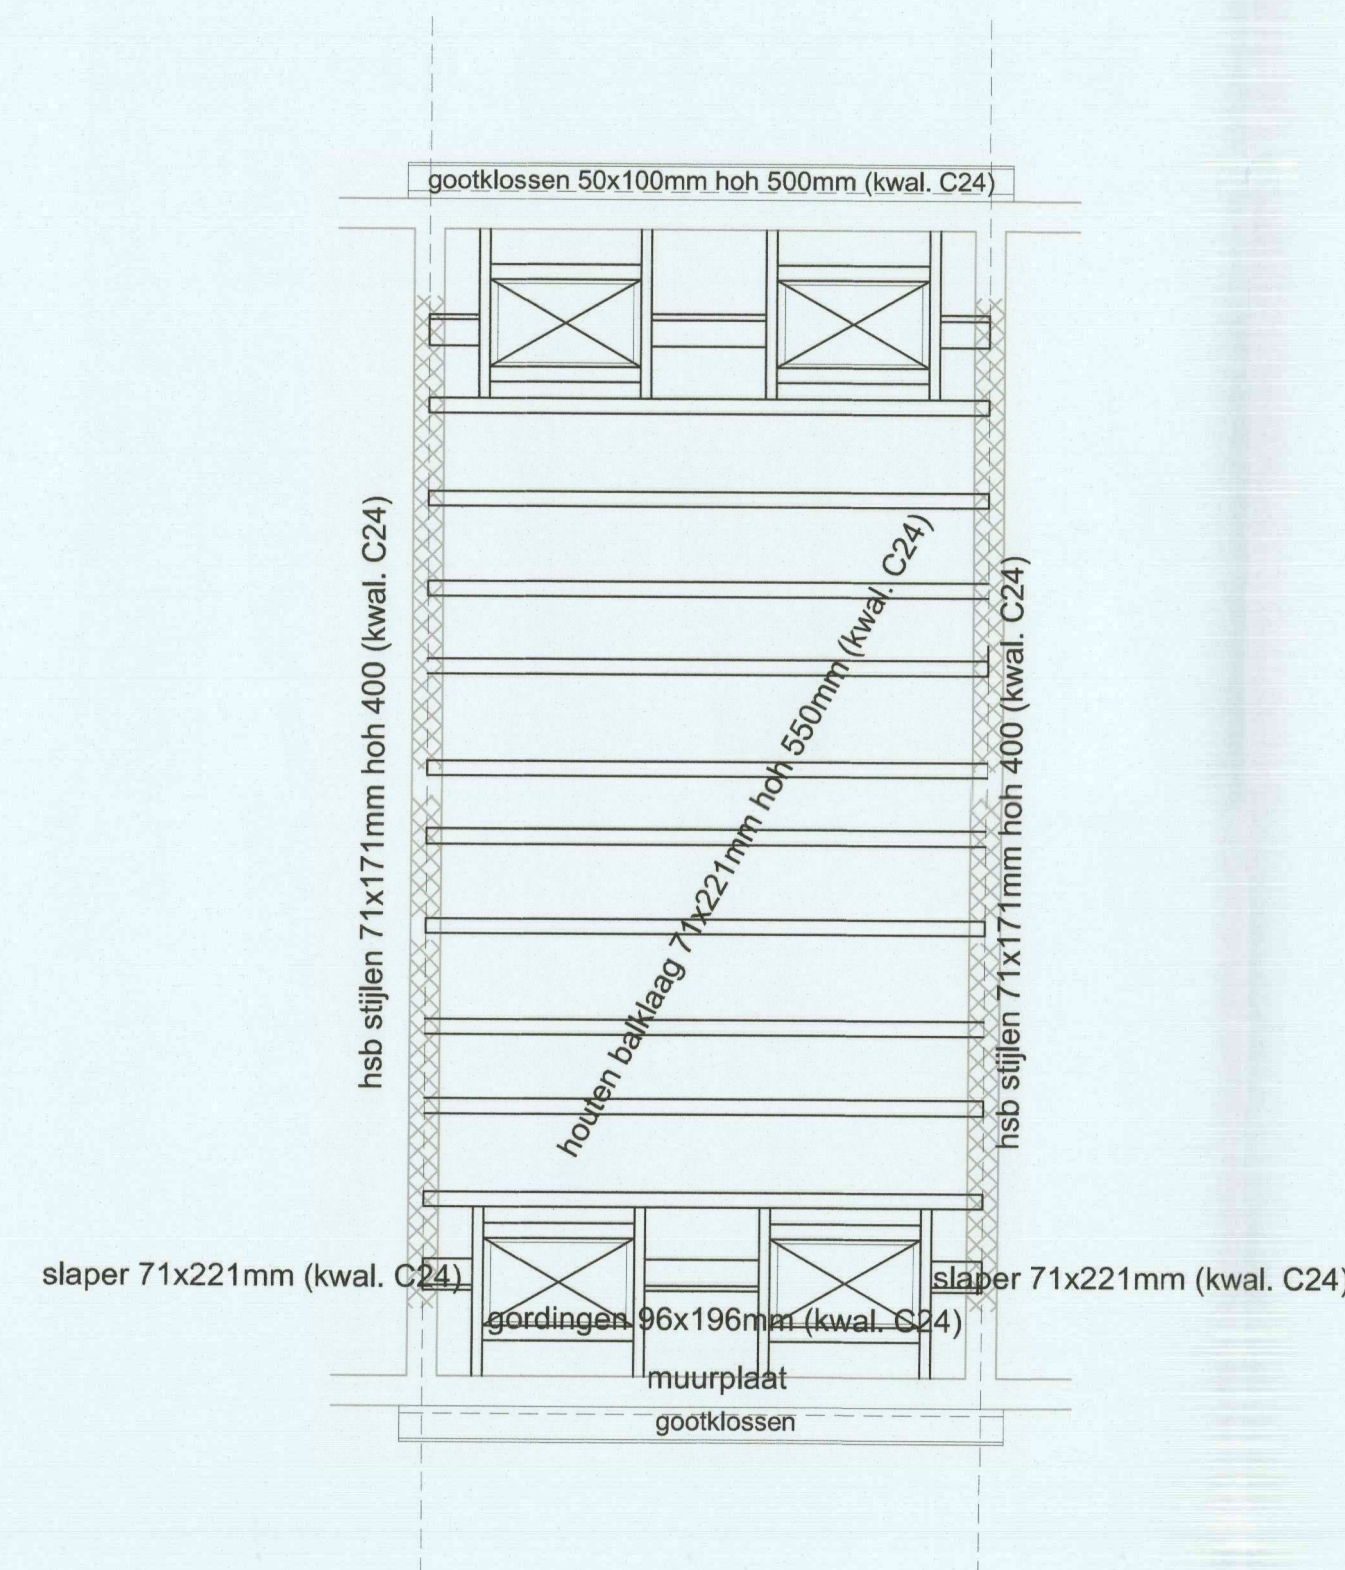 gootklossen 50x100mm hoh 500mm (kwal. C24)
hsb stijlen 71x171mm hoh 400 (kwal. C24)
houten balklaag 71x221mm hoh 550mm (kwal. C24)
hsb stijlen 71x171mm hoh 400 (kwal. C24)
slaper 71x221mm (kwal. C24)
slaper 71x221mm (kwal. C24)
gordingen 96x196mm (kwal. C24)
muurplaat
gootklossen